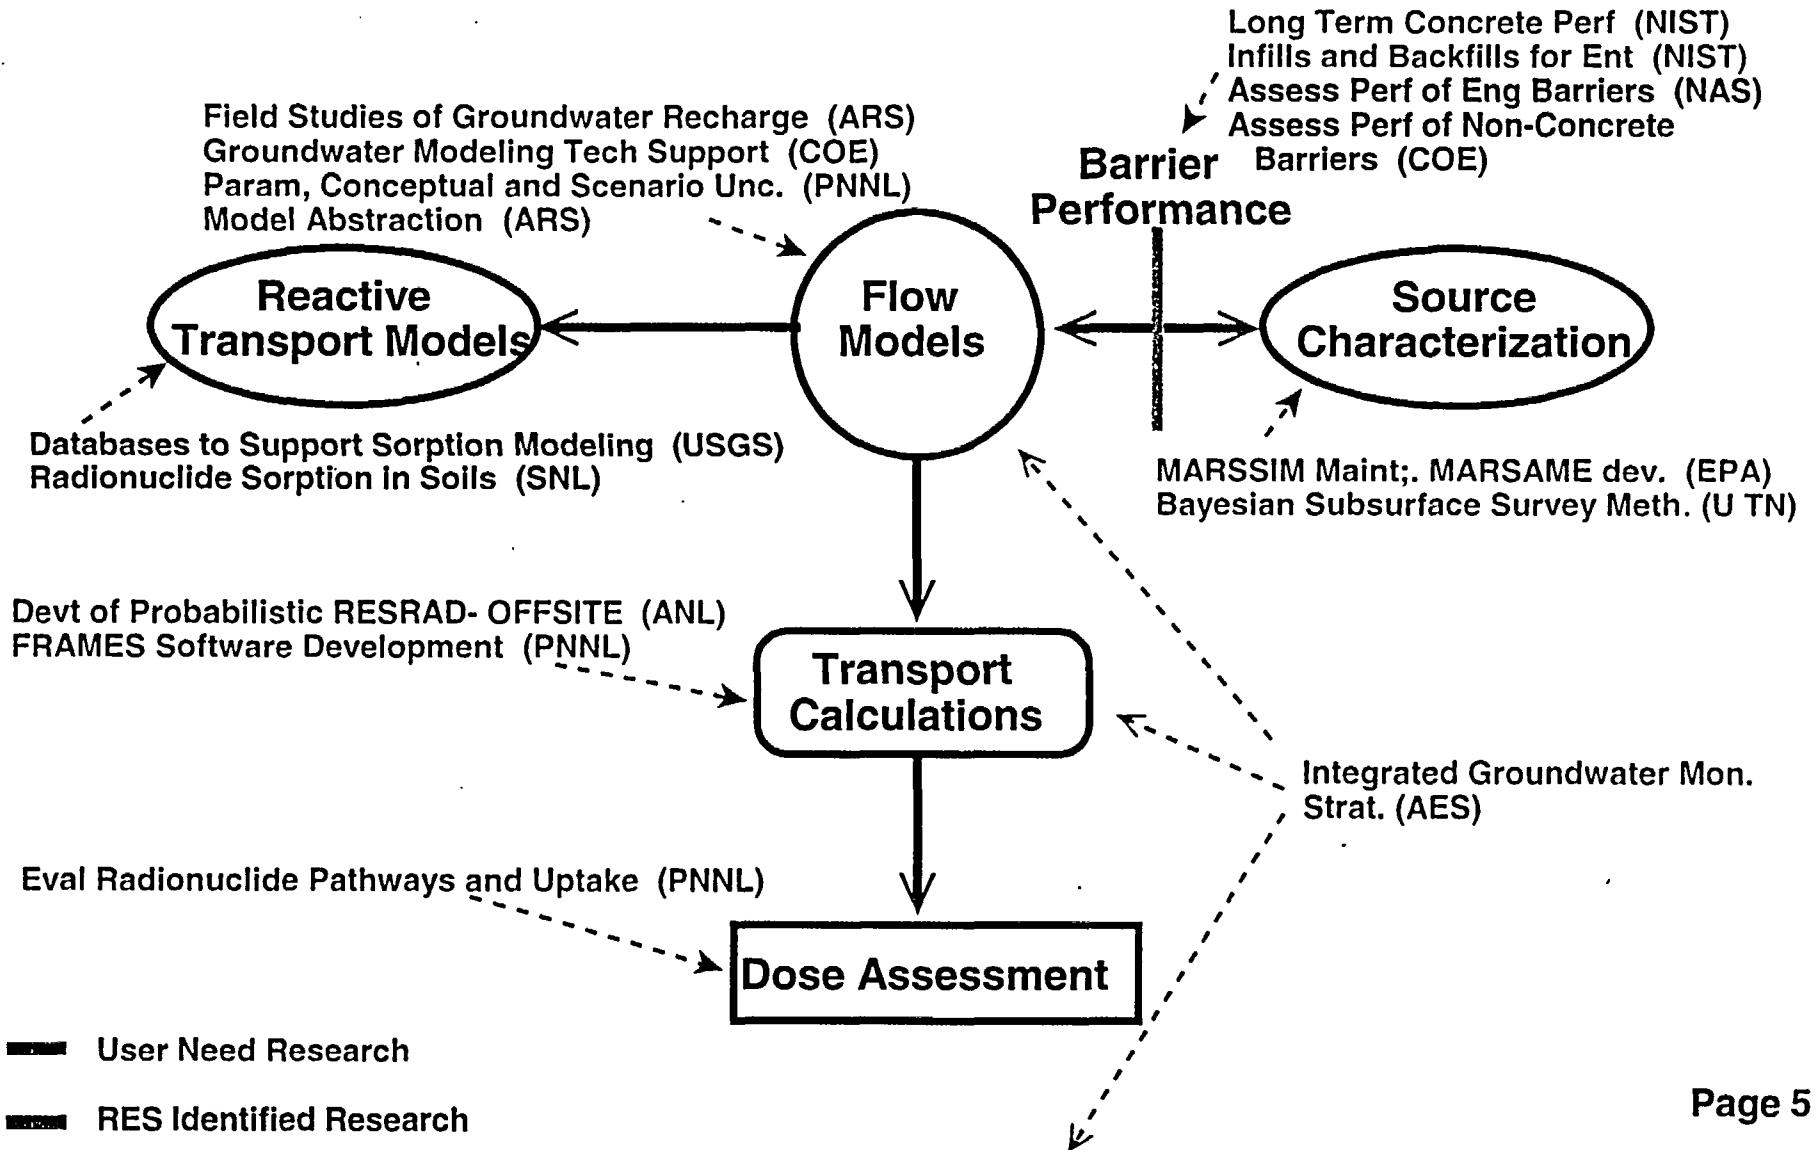 Long Term Concrete Perf (NIST)
Infills and Backfills for Ent (NIST)
Assess Perf of Eng Barriers (NAS)
Assess Perf of Non-Concrete
Barriers (COE)
Field Studies of Groundwater Recharge (ARS)
Groundwater Modeling Tech Support (COE)
Param, Conceptual and Scenario Unc. (PNNL)
Model Abstraction (ARS)
Barrier
Performance
Reactive
Transport Models
Flow
Models
Source
Characterization
Databases to Support Sorption Modeling (USGS)
Radionuclide Sorption in Soils (SNL)
MARSSIM Maint;. MARSAME dev. (EPA)
Bayesian Subsurface Survey Meth. (U TN)
Devt of Probabilistic RESRAD- OFFSITE (ANL)
FRAMES Software Development (PNNL)
Transport
Calculations
Integrated Groundwater Mon.
Strat. (AES)
Eval Radionuclide Pathways and Uptake (PNNL)
Dose Assessment
User Need Research
RES Identified Research
Page 5